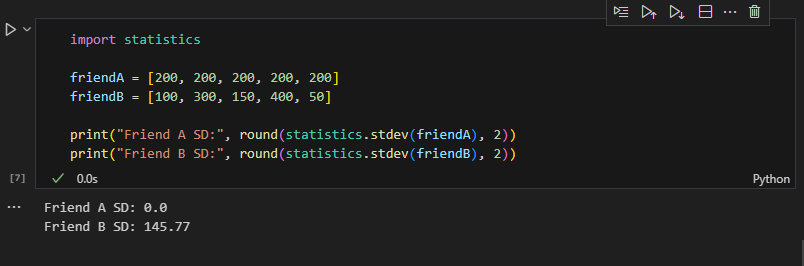 import statistics
friendA = [200, 200, 200, 200, 200]
friendB = [100, 300, 150, 400, 50]
print("Friend A SD:", round(statistics.stdev(friendA), 2))
print("Friend B SD:", round(statistics.stdev(friendB), 2))
[7] 0.0s Python
Friend A SD: 0.0
Friend B SD: 145.77